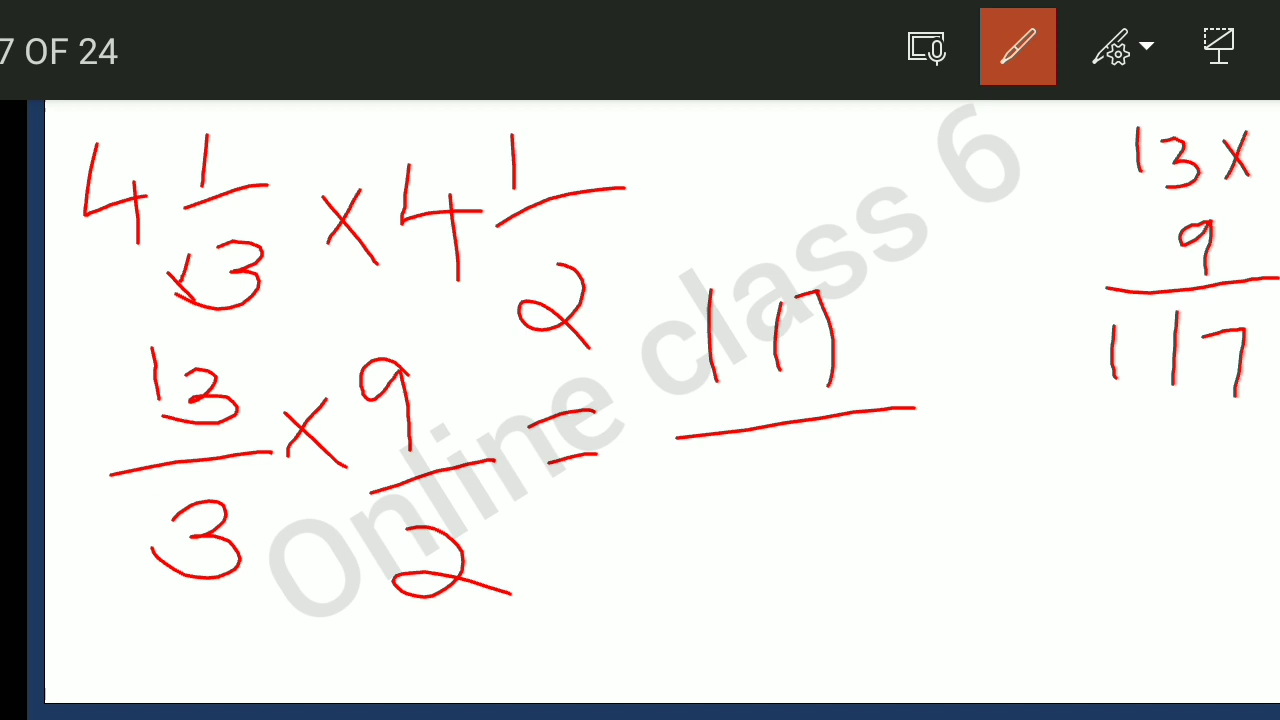 7 OF 24
4 1/3 × 4 1/2
13/3 × 9/2 = 117
13 ×
9
117
Online class 6